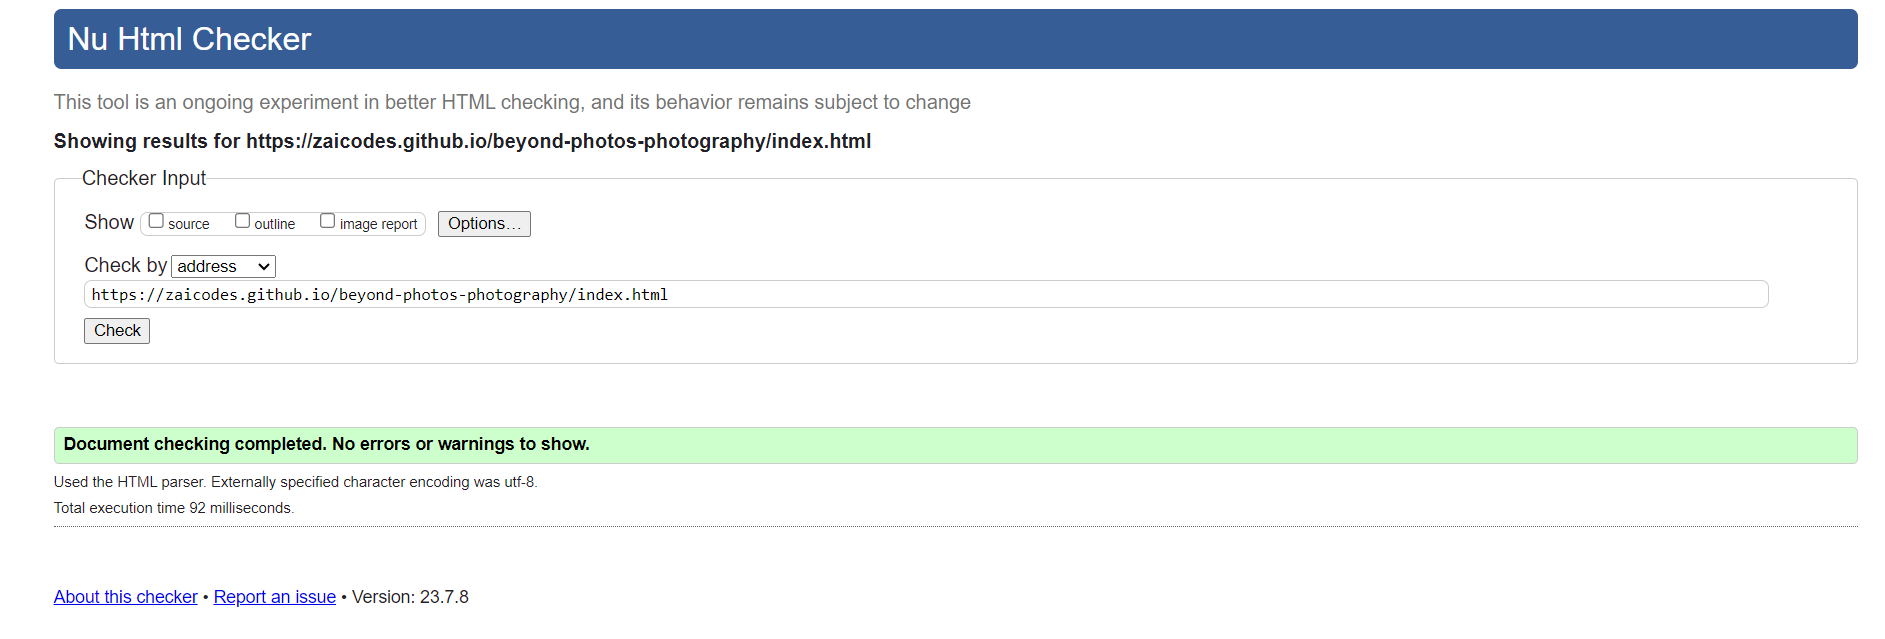 Nu Html Checker
This tool is an ongoing experiment in better HTML checking, and its behavior remains subject to change
Showing results for https://zaicodes.github.io/beyond-photos-photography/index.html
Checker Input
Show source outline image report Options...
Check by address
https://zaicodes.github.io/beyond-photos-photography/index.html
Check
Document checking completed. No errors or warnings to show.
Used the HTML parser. Externally specified character encoding was utf-8.
Total execution time 92 milliseconds.
About this checker • Report an issue • Version: 23.7.8